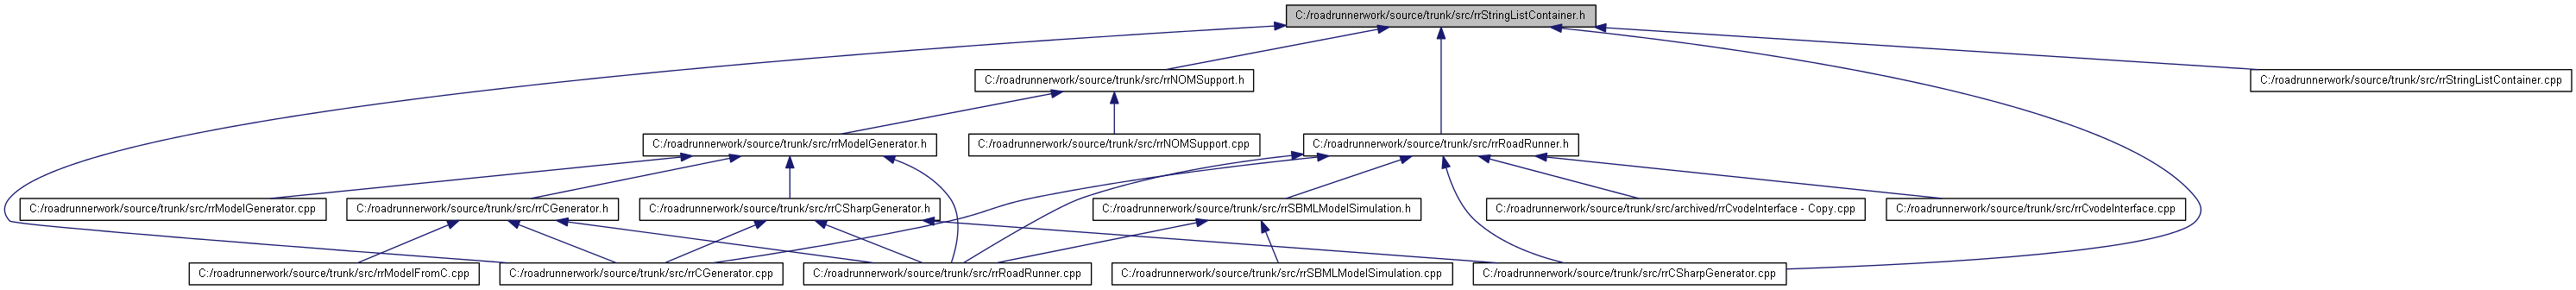 C:/roadrunnerwork/source/trunk/src/rrStringListContainer.h
C:/roadrunnerwork/source/trunk/src/rrNOMSupport.h
C:/roadrunnerwork/source/trunk/src/rrStringListContainer.cpp
C:/roadrunnerwork/source/trunk/src/rrModelGenerator.h
C:/roadrunnerwork/source/trunk/src/rrNOMSupport.cpp
C:/roadrunnerwork/source/trunk/src/rrRoadRunner.h
C:/roadrunnerwork/source/trunk/src/rrModelGenerator.cpp
C:/roadrunnerwork/source/trunk/src/rrCGenerator.h
C:/roadrunnerwork/source/trunk/src/rrCSharpGenerator.h
C:/roadrunnerwork/source/trunk/src/rrSBMLModelSimulation.h
C:/roadrunnerwork/source/trunk/src/archived/rrCvodeInterface - Copy.cpp
C:/roadrunnerwork/source/trunk/src/rrCvodeInterface.cpp
C:/roadrunnerwork/source/trunk/src/rrModelFromC.cpp
C:/roadrunnerwork/source/trunk/src/rrCGenerator.cpp
C:/roadrunnerwork/source/trunk/src/rrRoadRunner.cpp
C:/roadrunnerwork/source/trunk/src/rrSBMLModelSimulation.cpp
C:/roadrunnerwork/source/trunk/src/rrCSharpGenerator.cpp